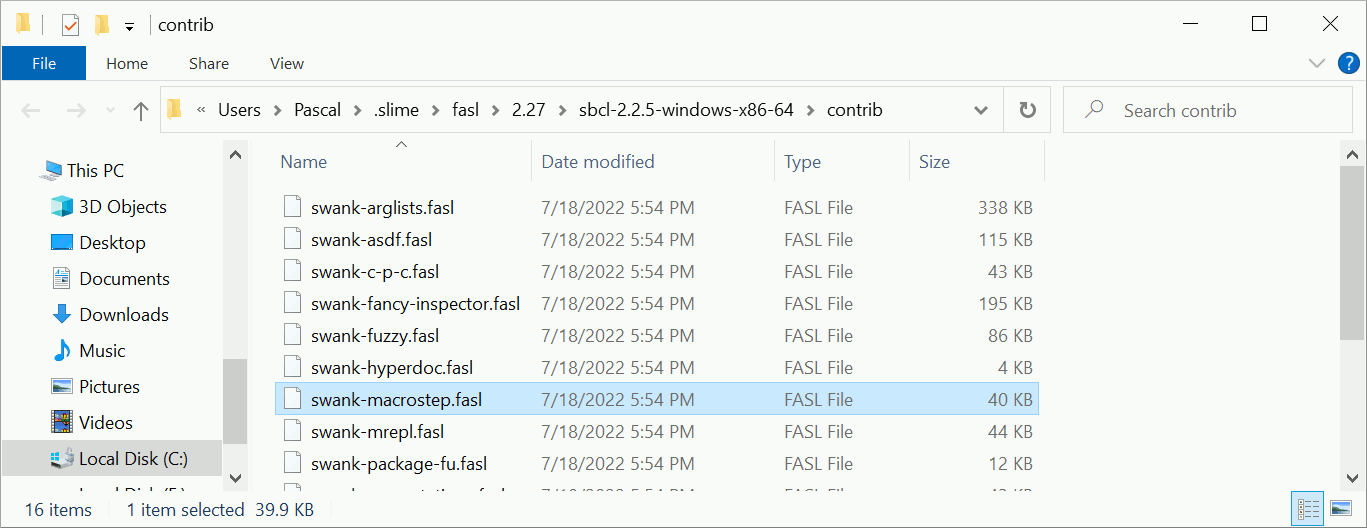 contrib
File Home Share View
« Users > Pascal > .slime > fasl > 2.27 > sbcl-2.2.5-windows-x86-64 > contrib Search contrib
This PC
3D Objects
Desktop
Documents
Downloads
Music
Pictures
Videos
Local Disk (C:)
Name Date modified Type Size
swank-arglists.fasl 7/18/2022 5:54 PM FASL File 338 KB
swank-asdf.fasl 7/18/2022 5:54 PM FASL File 115 KB
swank-c-p-c.fasl 7/18/2022 5:54 PM FASL File 43 KB
swank-fancy-inspector.fasl 7/18/2022 5:54 PM FASL File 195 KB
swank-fuzzy.fasl 7/18/2022 5:54 PM FASL File 86 KB
swank-hyperdoc.fasl 7/18/2022 5:54 PM FASL File 4 KB
swank-macrostep.fasl 7/18/2022 5:54 PM FASL File 40 KB
swank-mrepl.fasl 7/18/2022 5:54 PM FASL File 44 KB
swank-package-fu.fasl 7/18/2022 5:54 PM FASL File 12 KB
16 items 1 item selected 39.9 KB